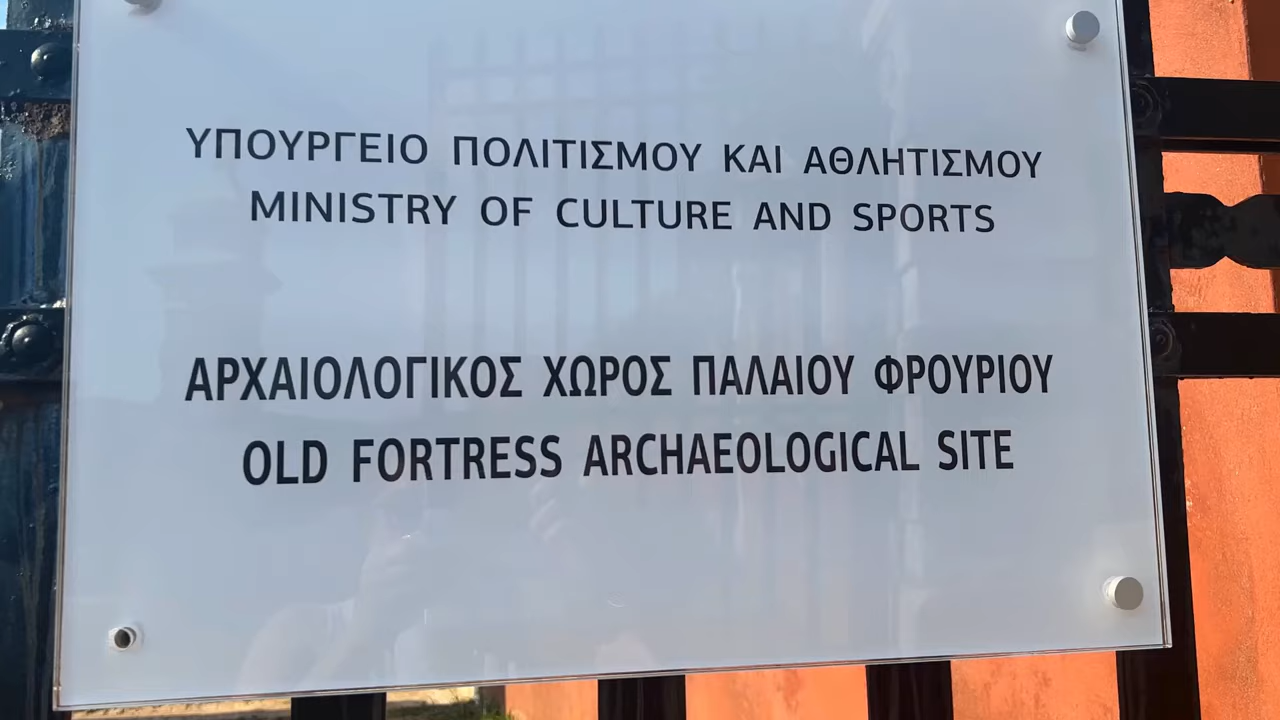 ΥΠΟΥΡΓΕΙΟ ΠΟΛΙΤΙΣΜΟΥ ΚΑΙ ΑΘΛΗΤΙΣΜΟΥ
MINISTRY OF CULTURE AND SPORTS
ΑΡΧΑΙΟΛΟΓΙΚΟΣ ΧΩΡΟΣ ΠΑΛΑΙΟΥ ΦΡΟΥΡΙΟΥ
OLD FORTRESS ARCHAEOLOGICAL SITE